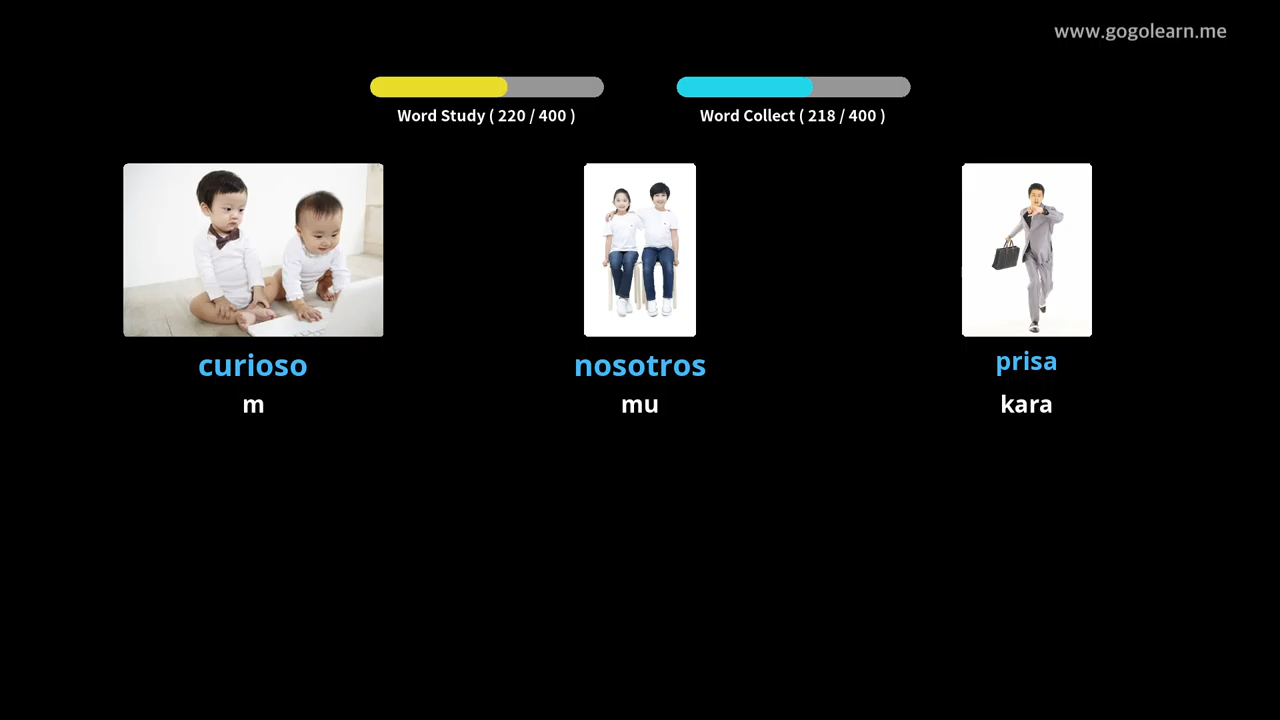 www.gogolearn.me
Word Study ( 220 / 400 )
Word Collect ( 218 / 400 )
curioso
nosotros
prisa
m
mu
kara